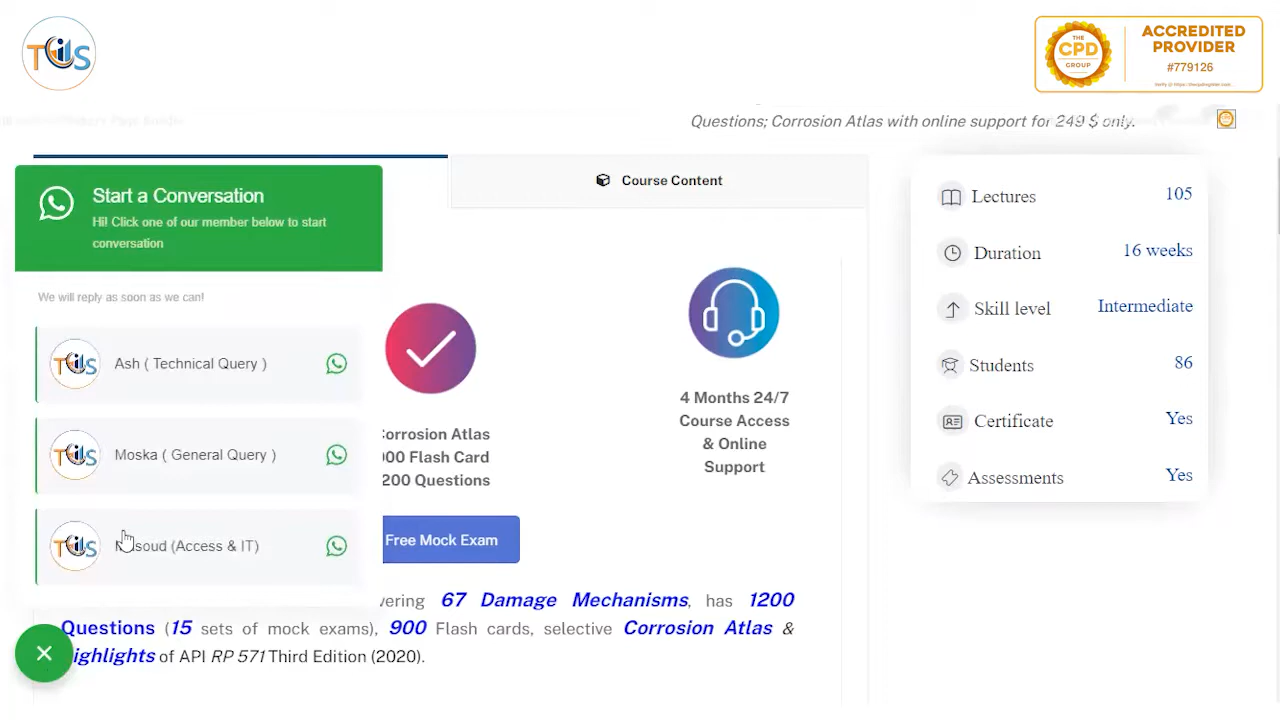 TCILS
THE
CPD
GROUP
ACCREDITED
PROVIDER
#779126
Questions; Corrosion Atlas with online support for 249 $ only.
Course Content
Start a Conversation
Hi! Click one of our member below to start
conversation
We will reply as soon as we can!
Ash ( Technical Query )
Moska ( General Query )
soud (Access & IT)
orrosion Atlas
00 Flash Card
200 Questions
Free Mock Exam
4 Months 24/7
Course Access
& Online
Support
vering 67 Damage Mechanisms, has 1200
Questions (15 sets of mock exams), 900 Flash cards, selective Corrosion Atlas &
ighlights of API RP 571 Third Edition (2020).
Lectures 105
Duration 16 weeks
Skill level Intermediate
Students 86
Certificate Yes
Assessments Yes